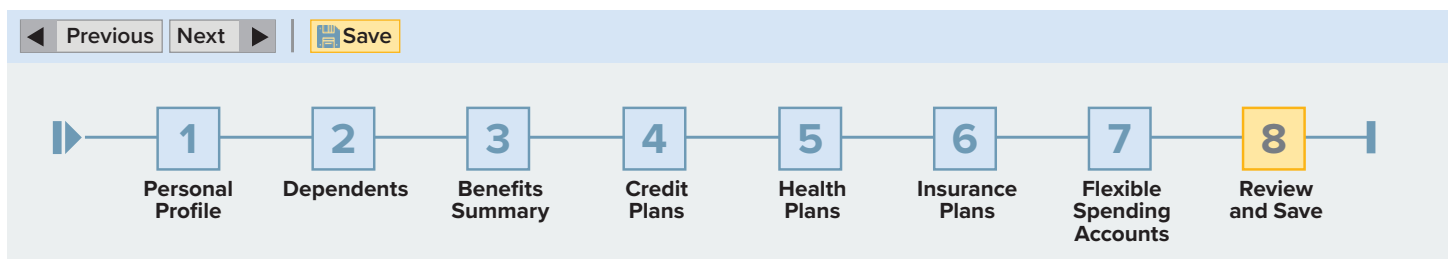 Previous Next Save
1 2 3 4 5 6 7 8
Personal Profile
Dependents
Benefits Summary
Credit Plans
Health Plans
Insurance Plans
Flexible Spending Accounts
Review and Save